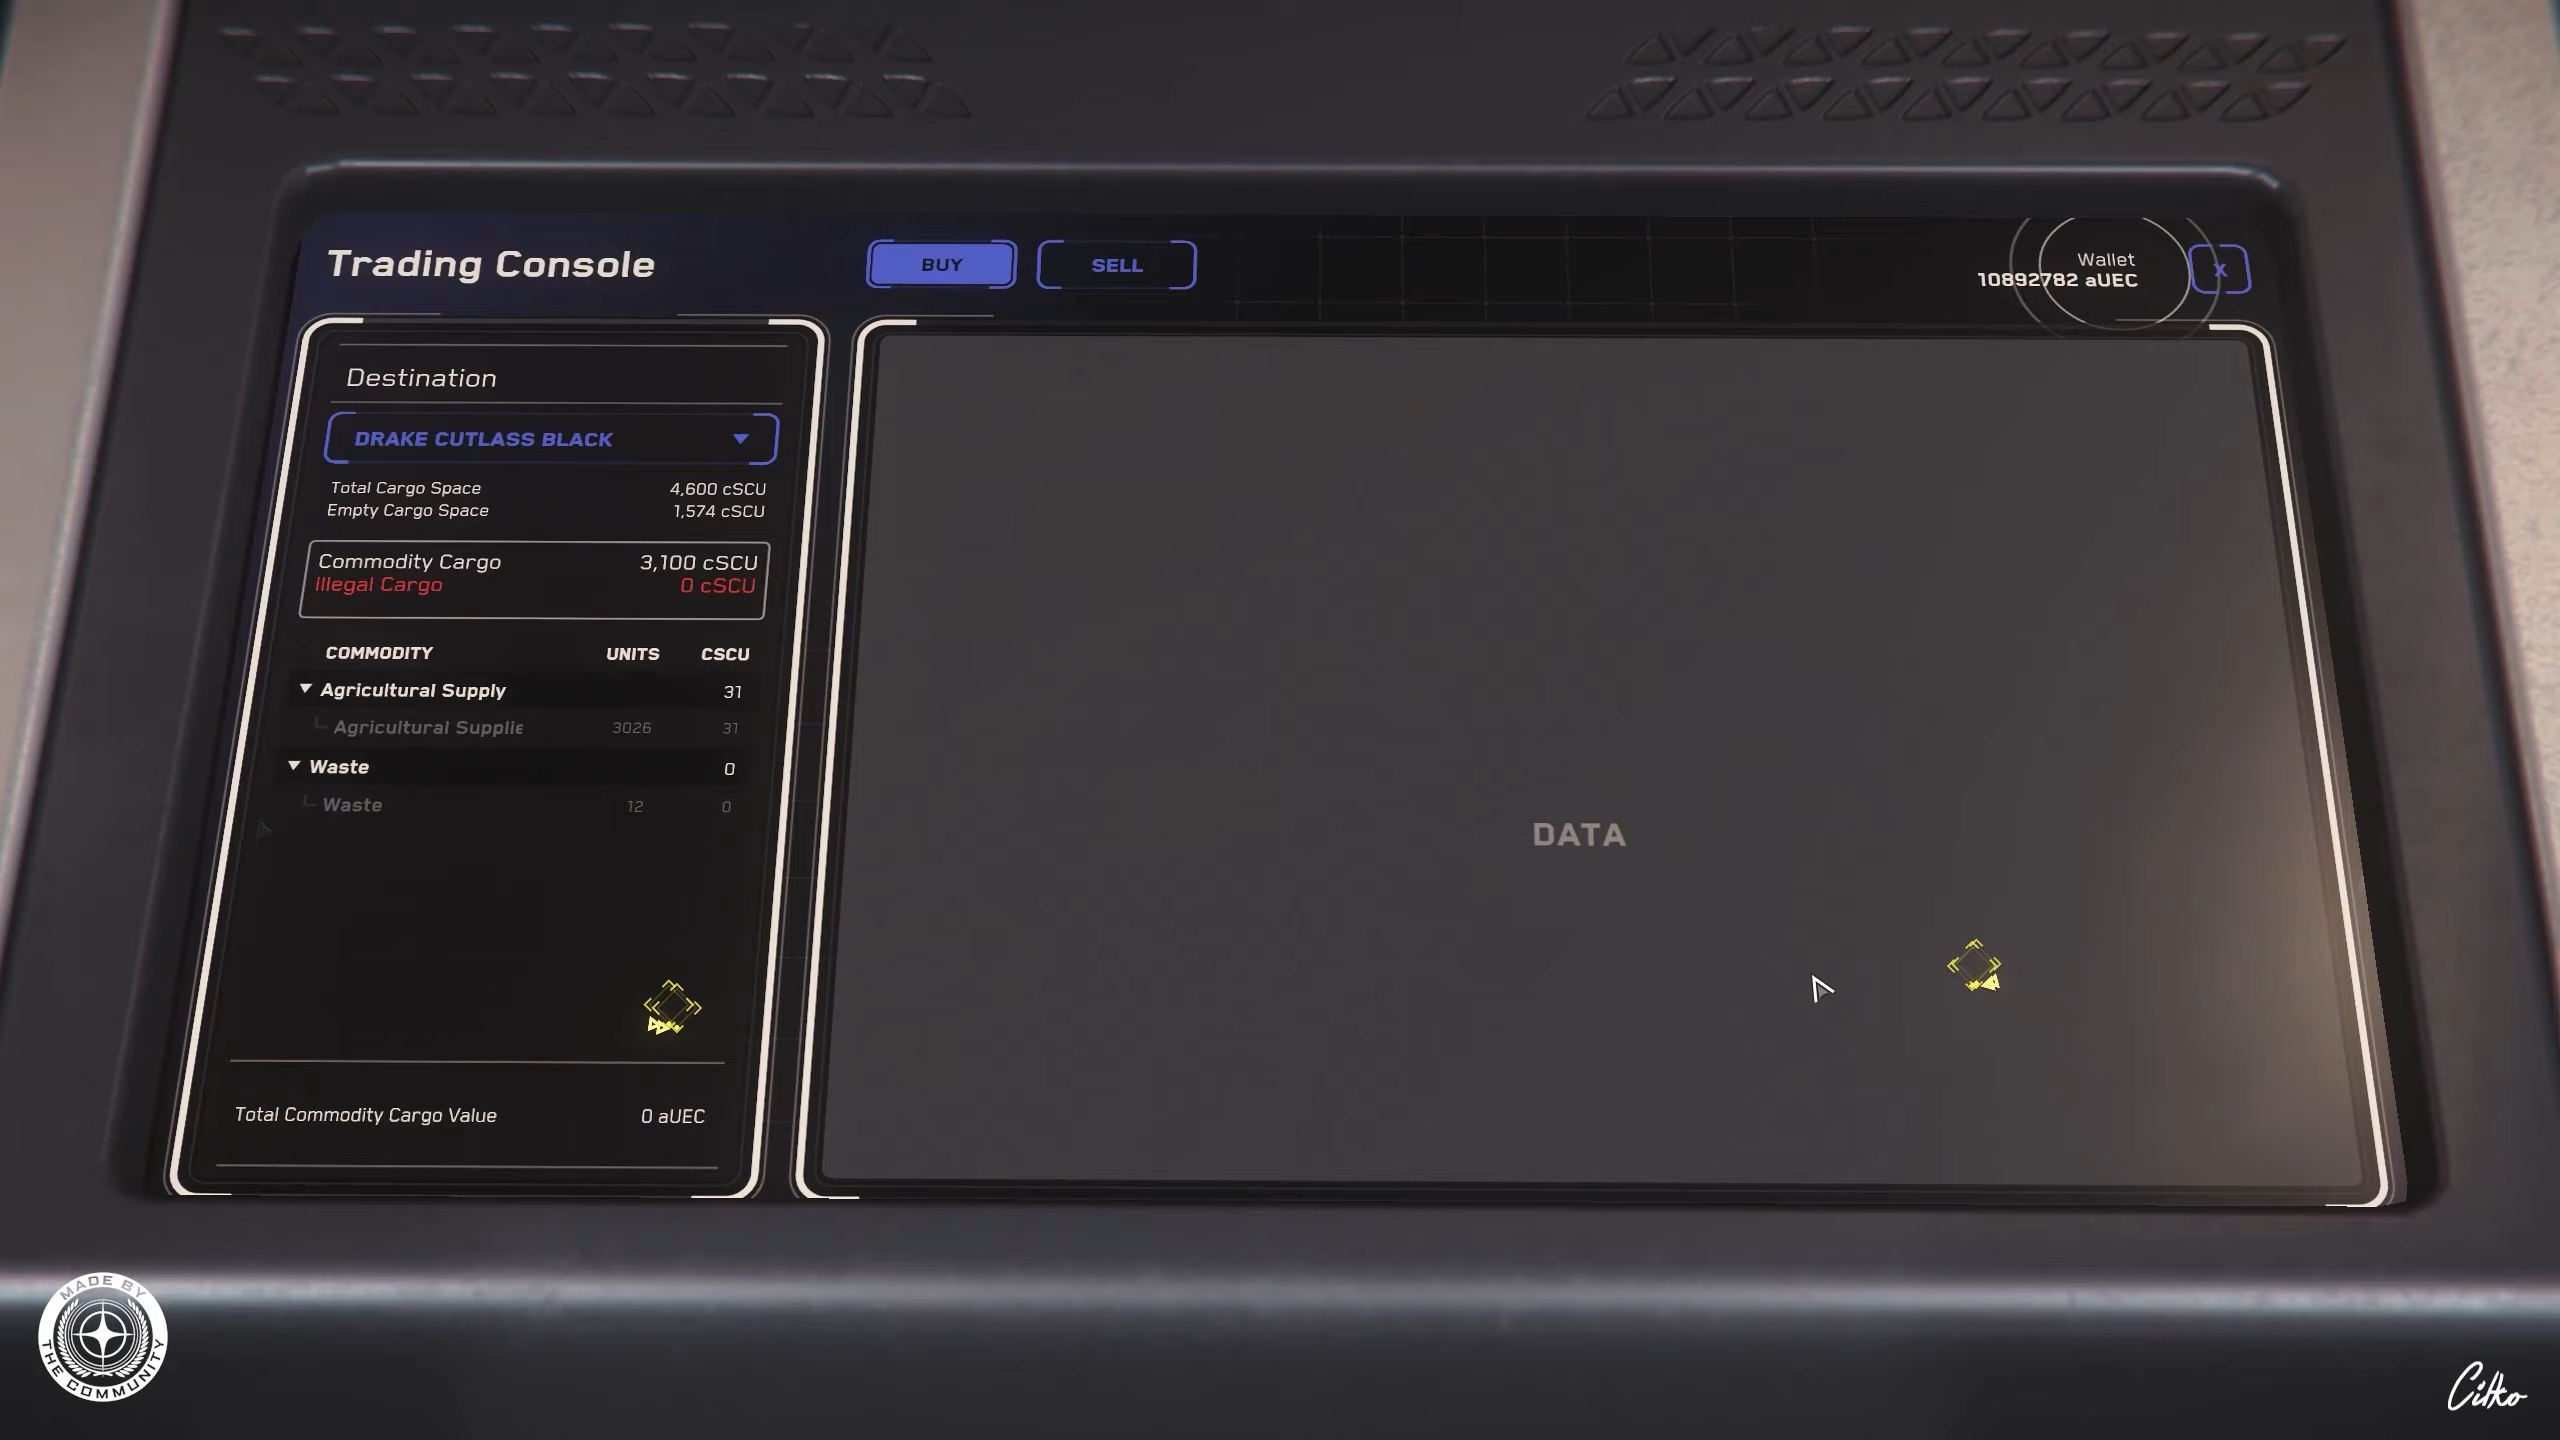 Trading Console
BUY
SELL
Wallet
10892782 aUEC
X
Destination
DRAKE CUTLASS BLACK
Total Cargo Space 4,600 cSCU
Empty Cargo Space 1,574 cSCU
Commodity Cargo 3,100 cSCU
Illegal Cargo 0 cSCU
COMMODITY UNITS CSCU
Agricultural Supply 31
Agricultural Supplie 3026 31
Waste 0
Waste 12 0
Total Commodity Cargo Value 0 aUEC
DATA
MADE BY
THE COMMUNITY
Citko